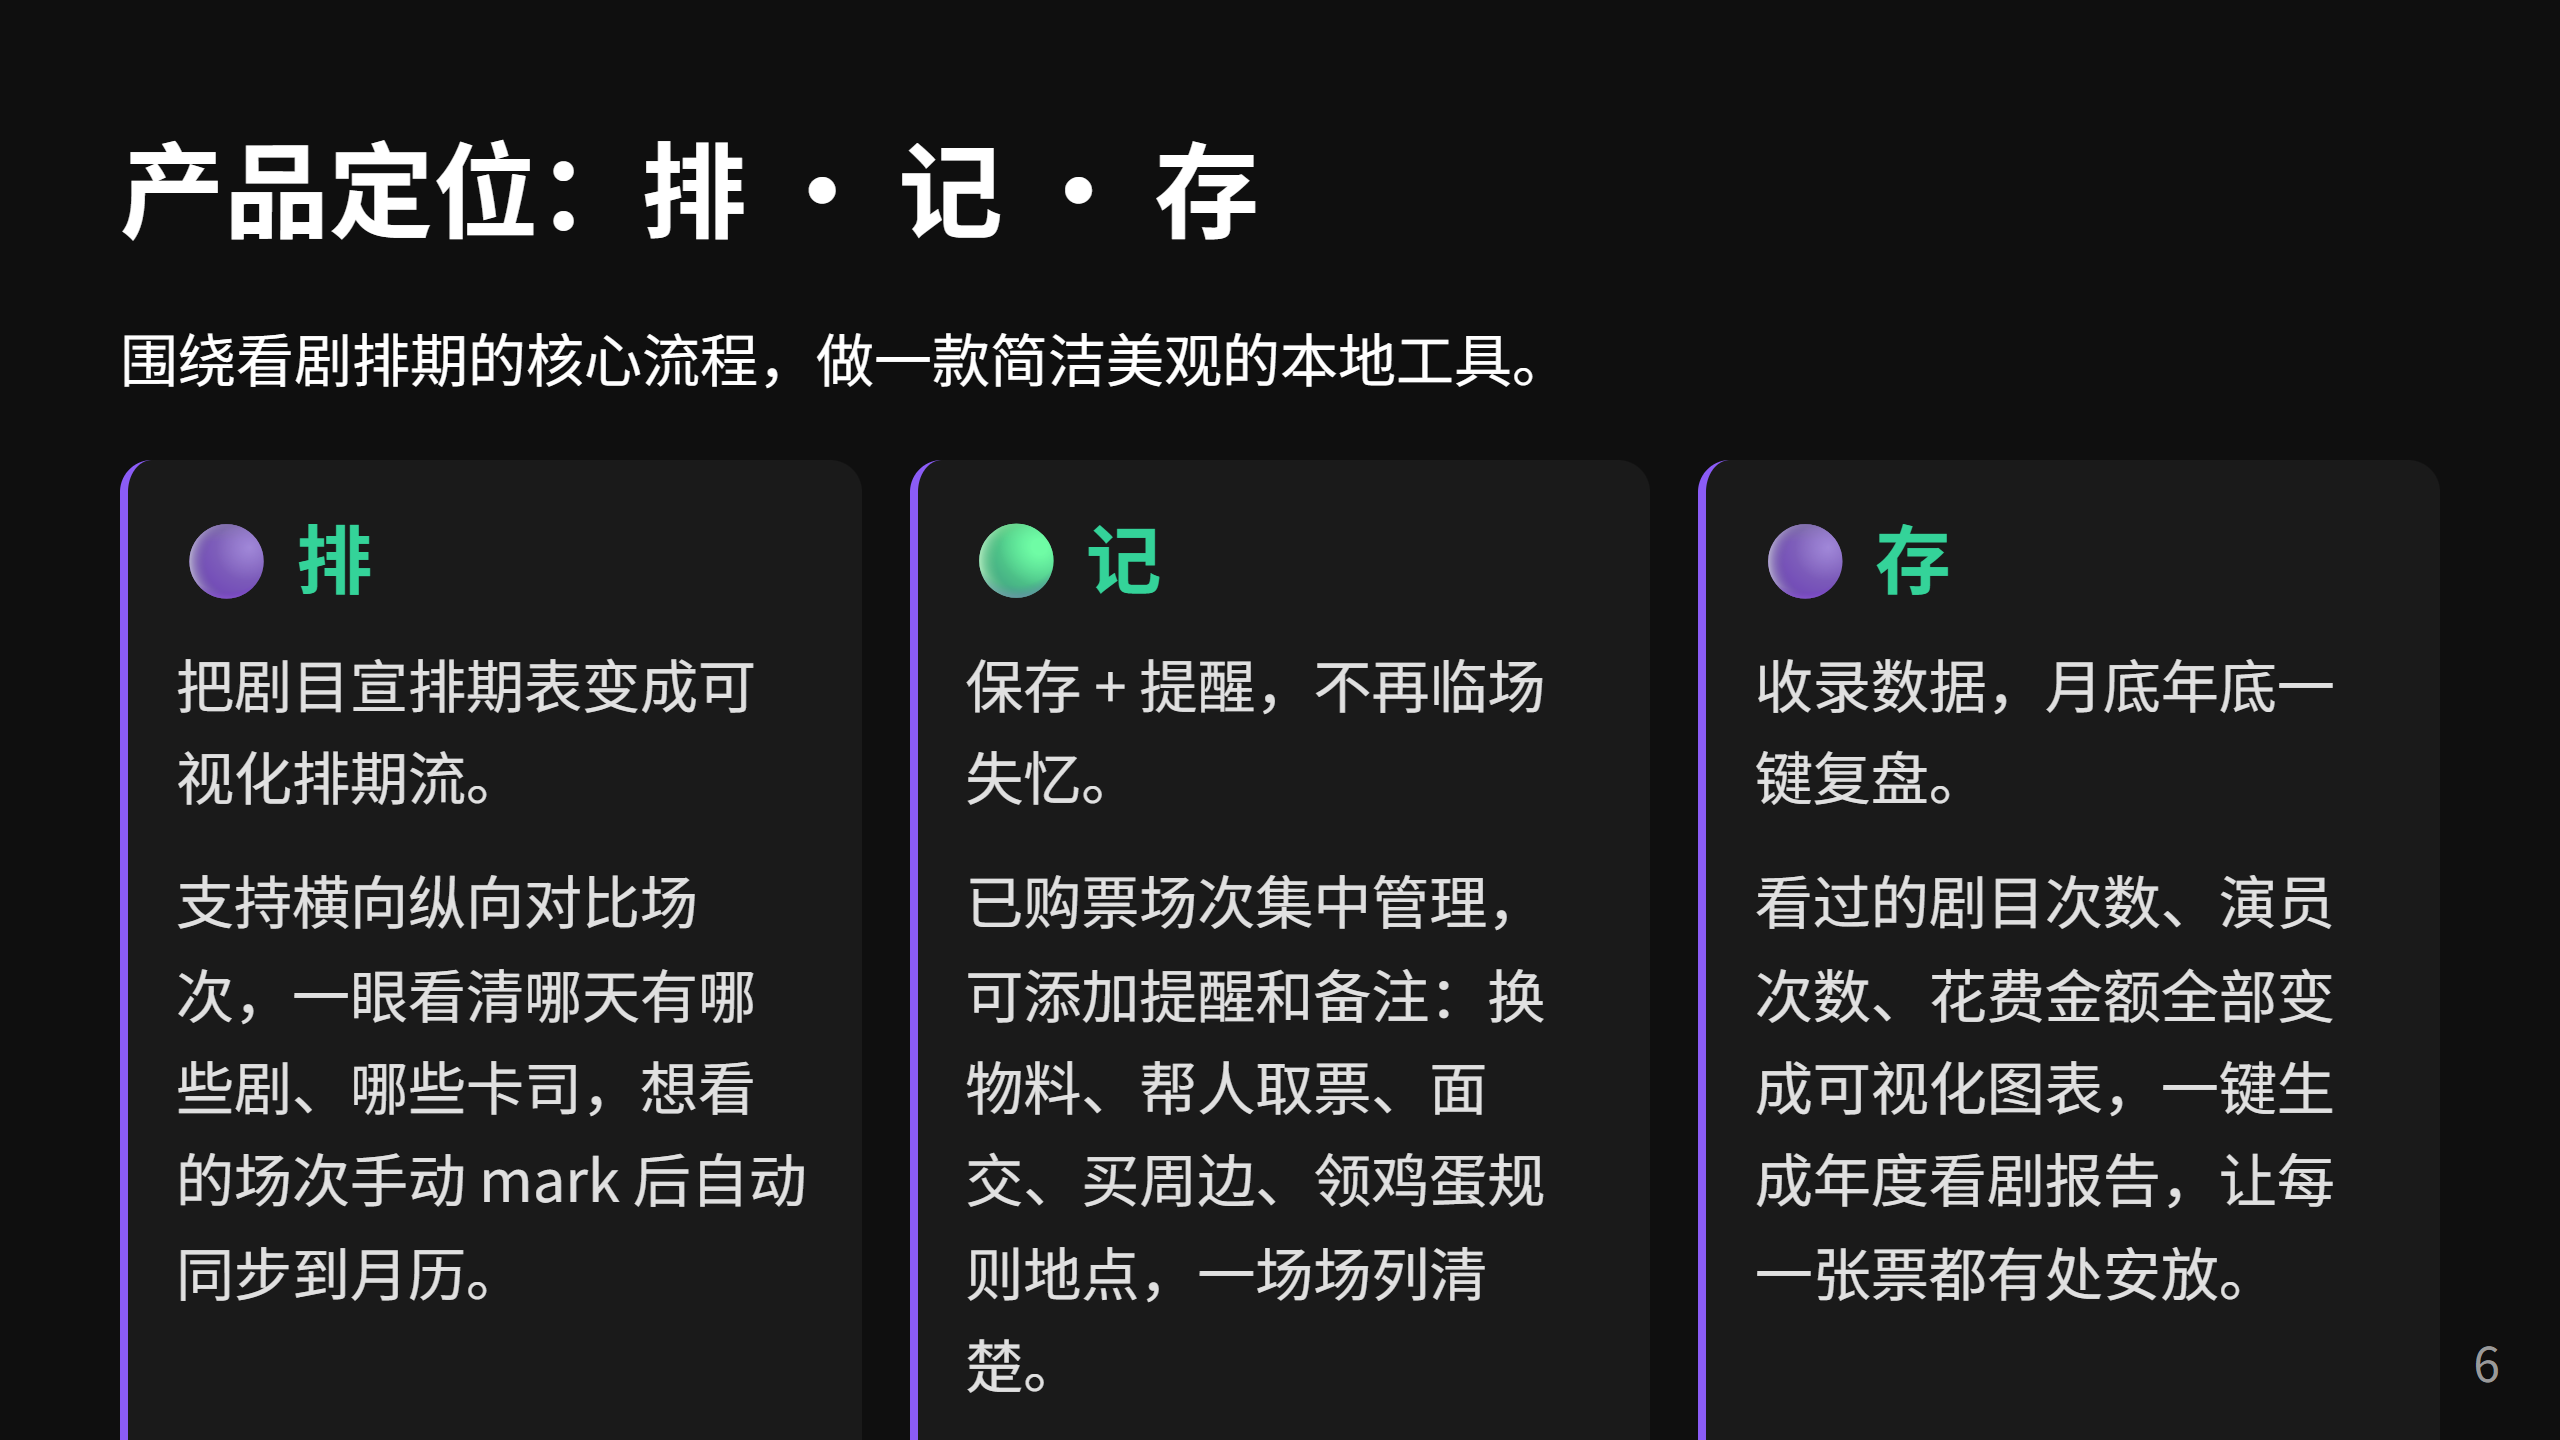 产品定位：排 · 记 · 存
围绕看剧排期的核心流程，做一款简洁美观的本地工具。
排
把剧目宣排期表变成可
视化排期流。
支持横向纵向对比场
次，一眼看清哪天有哪
些剧、哪些卡司，想看
的场次手动 mark 后自动
同步到月历。
记
保存 + 提醒，不再临场
失忆。
已购票场次集中管理，
可添加提醒和备注：换
物料、帮人取票、面
交、买周边、领鸡蛋规
则地点，一场场列清
楚。
存
收录数据，月底年底一
键复盘。
看过的剧目次数、演员
次数、花费金额全部变
成可视化图表，一键生
成年度看剧报告，让每
一张票都有处安放。
6